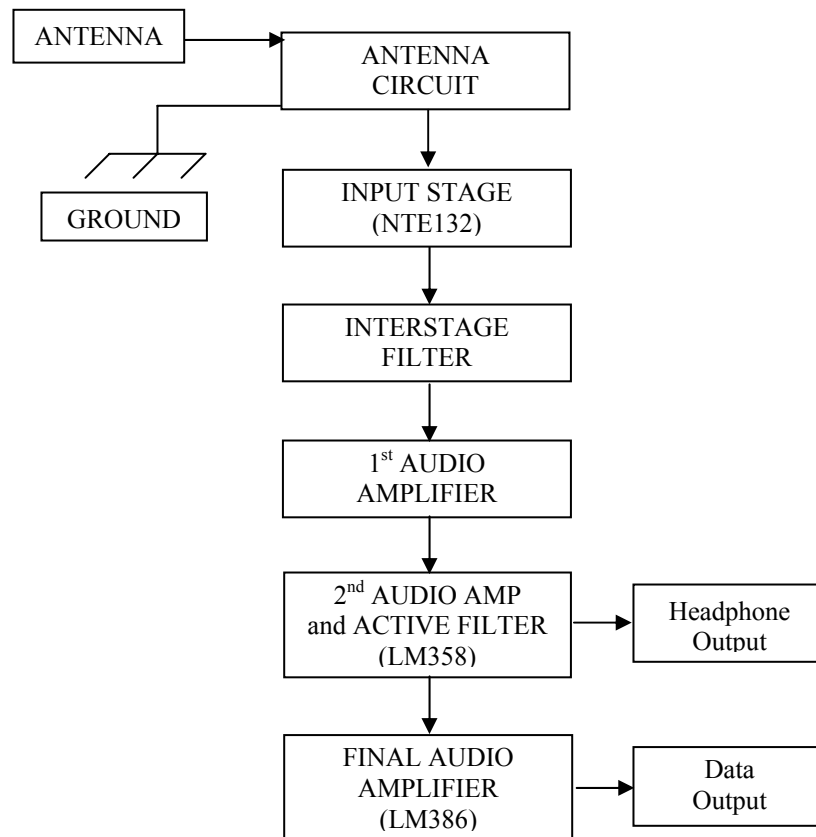 ANTENNA
ANTENNA
CIRCUIT
GROUND
INPUT STAGE
(NTE132)
INTERSTAGE
FILTER
1st AUDIO
AMPLIFIER
2nd AUDIO AMP
and ACTIVE FILTER
(LM358)
Headphone
Output
FINAL AUDIO
AMPLIFIER
(LM386)
Data
Output